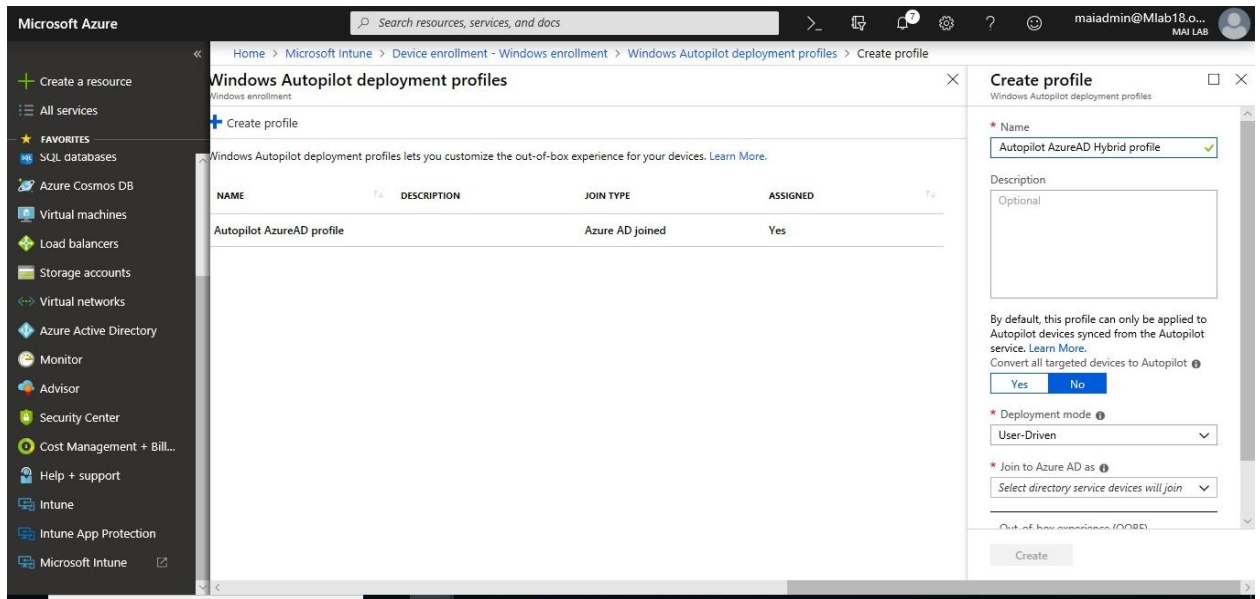 Microsoft Azure
Search resources, services, and docs
7
maiadmin@Mlab18.o...
MAI LAB
Home > Microsoft Intune > Device enrollment - Windows enrollment > Windows Autopilot deployment profiles > Create profile
Create a resource
All services
FAVORITES
SQL databases
Azure Cosmos DB
Virtual machines
Load balancers
Storage accounts
Virtual networks
Azure Active Directory
Monitor
Advisor
Security Center
Cost Management + Bill...
Help + support
Intune
Intune App Protection
Microsoft Intune
Windows Autopilot deployment profiles
Windows enrollment
Create profile
Windows Autopilot deployment profiles lets you customize the out-of-box experience for your devices. Learn More.
NAME DESCRIPTION JOIN TYPE ASSIGNED
Autopilot AzureAD profile Azure AD joined Yes
Create profile
Windows Autopilot deployment profiles
* Name
Autopilot AzureAD Hybrid profile
Description
Optional
By default, this profile can only be applied to
Autopilot devices synced from the Autopilot
service. Learn More.
Convert all targeted devices to Autopilot
Yes No
* Deployment mode
User-Driven
* Join to Azure AD as
Select directory service devices will join
Out-of-box experience (OOBE)
Create